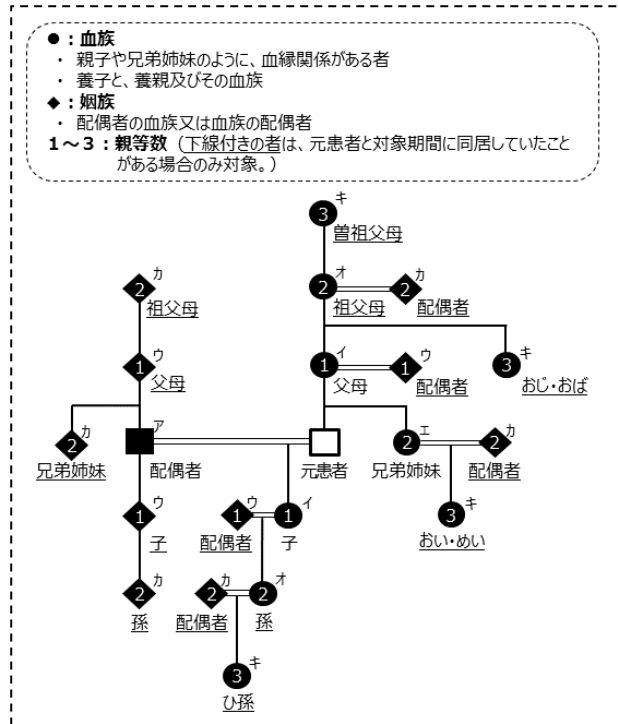 ●：血族
・ 親子や兄弟姉妹のように、血縁関係がある者
・ 養子と、養親及びその血族
◆：姻族
・ 配偶者の血族又は血族の配偶者
１～３：親等数（下線付きの者は、元患者と対象期間に同居していたこと
がある場合のみ対象。）
キ
3
曽祖父母
カ オ カ
2 2 2
祖父母 祖父母 配偶者
ウ イ ウ キ
1 1 1 3
父母 父母 配偶者 おじ・おば
カ ア エ カ
2 2 2
兄弟姉妹 配偶者 元患者 兄弟姉妹 配偶者
ウ ウ イ キ
1 1 1 3
子 配偶者 子 おい・めい
カ カ オ
2 2 2
孫 配偶者 孫
キ
3
ひ孫